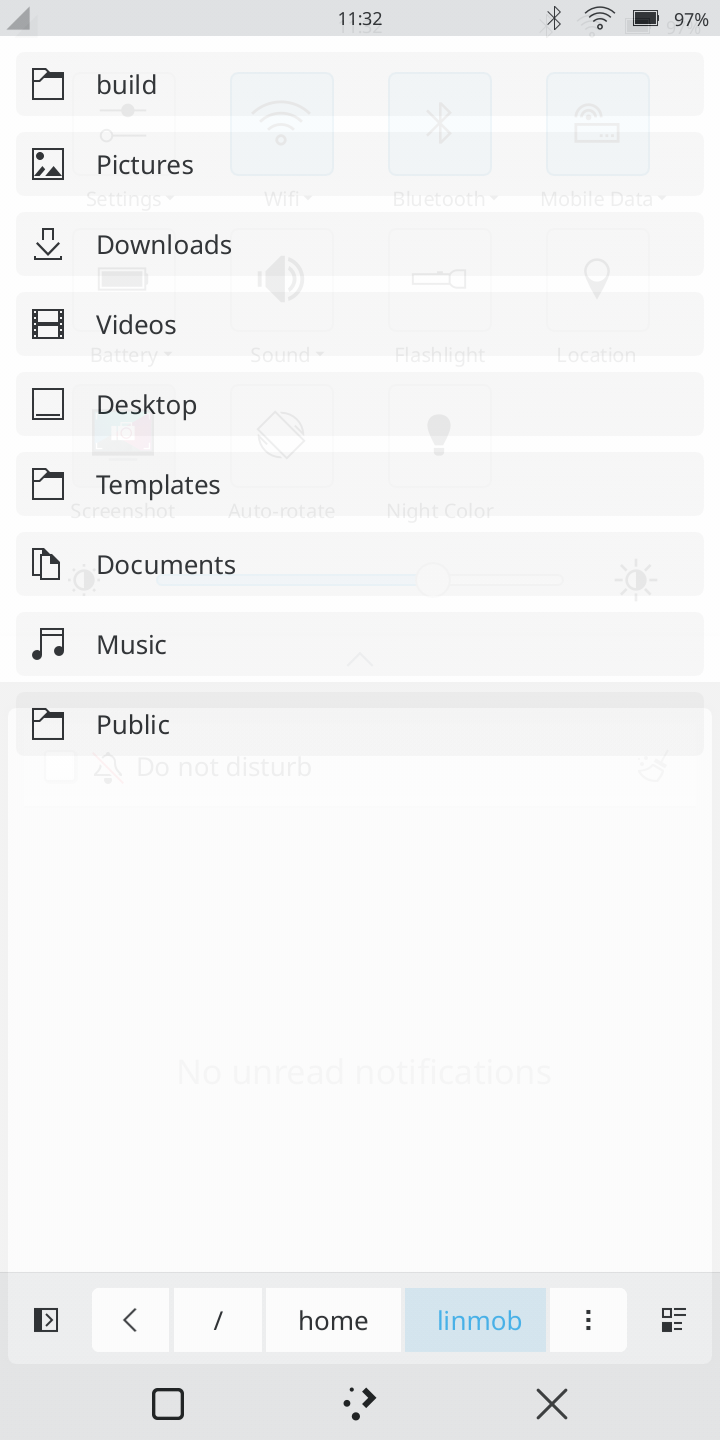 11:32 97%
build
Settings Wifi Bluetooth Mobile Data
Pictures
Downloads
Videos
Battery Sound Flashlight Location
Desktop
Templates
Screenshot Auto-rotate Night Color
Documents
Music
Public
Do not disturb
No unread notifications
/ home linmob